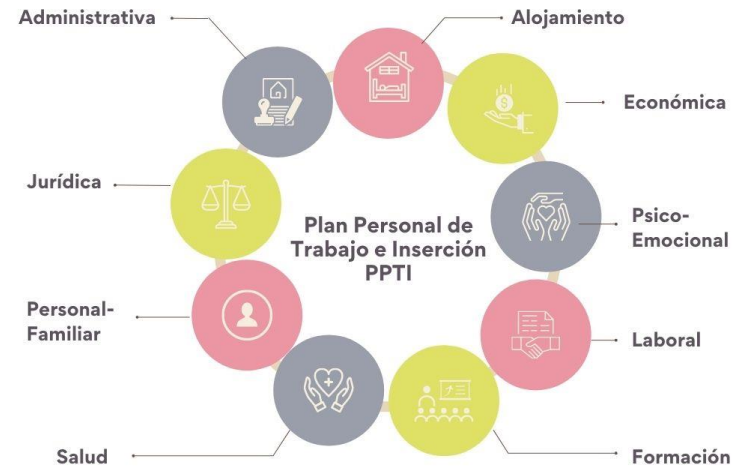 Administrativa
Alojamiento
Económica
Jurídica
Psico-
Emocional
Plan Personal de
Trabajo e Inserción
PPTI
Personal-
Familiar
Laboral
Salud
Formación